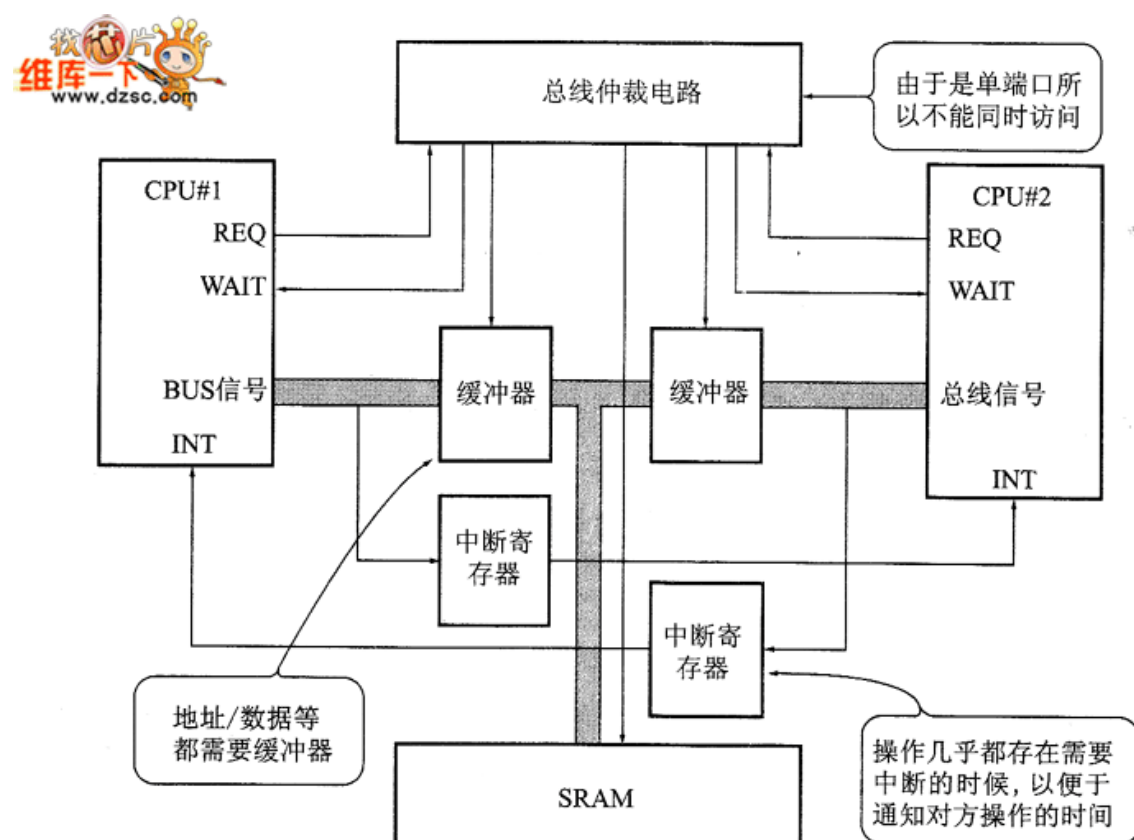 找芯片
维库一下
www.dzsc.com
总线仲裁电路
由于是单端口所
以不能同时访问
CPU#1
REQ
WAIT
BUS信号
INT
CPU#2
REQ
WAIT
总线信号
INT
缓冲器
缓冲器
中断寄
存器
中断寄
存器
地址/数据等
都需要缓冲器
操作几乎都存在需要
中断的时候，以便于
通知对方操作的时间
SRAM